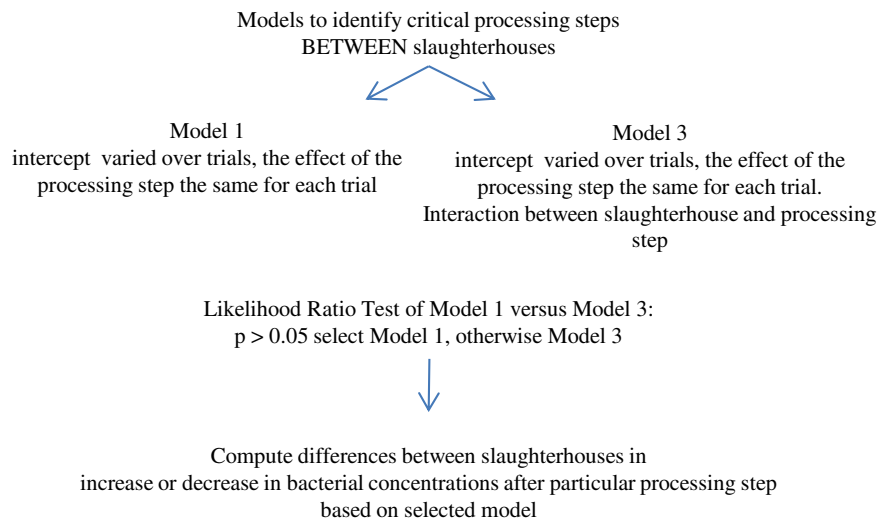 Models to identify critical processing steps
BETWEEN slaughterhouses
Model 1
intercept varied over trials, the effect of the
processing step the same for each trial
Model 3
intercept varied over trials, the effect of the
processing step the same for each trial.
Interaction between slaughterhouse and processing
step
Likelihood Ratio Test of Model 1 versus Model 3:
p > 0.05 select Model 1, otherwise Model 3
Compute differences between slaughterhouses in
increase or decrease in bacterial concentrations after particular processing step
based on selected model